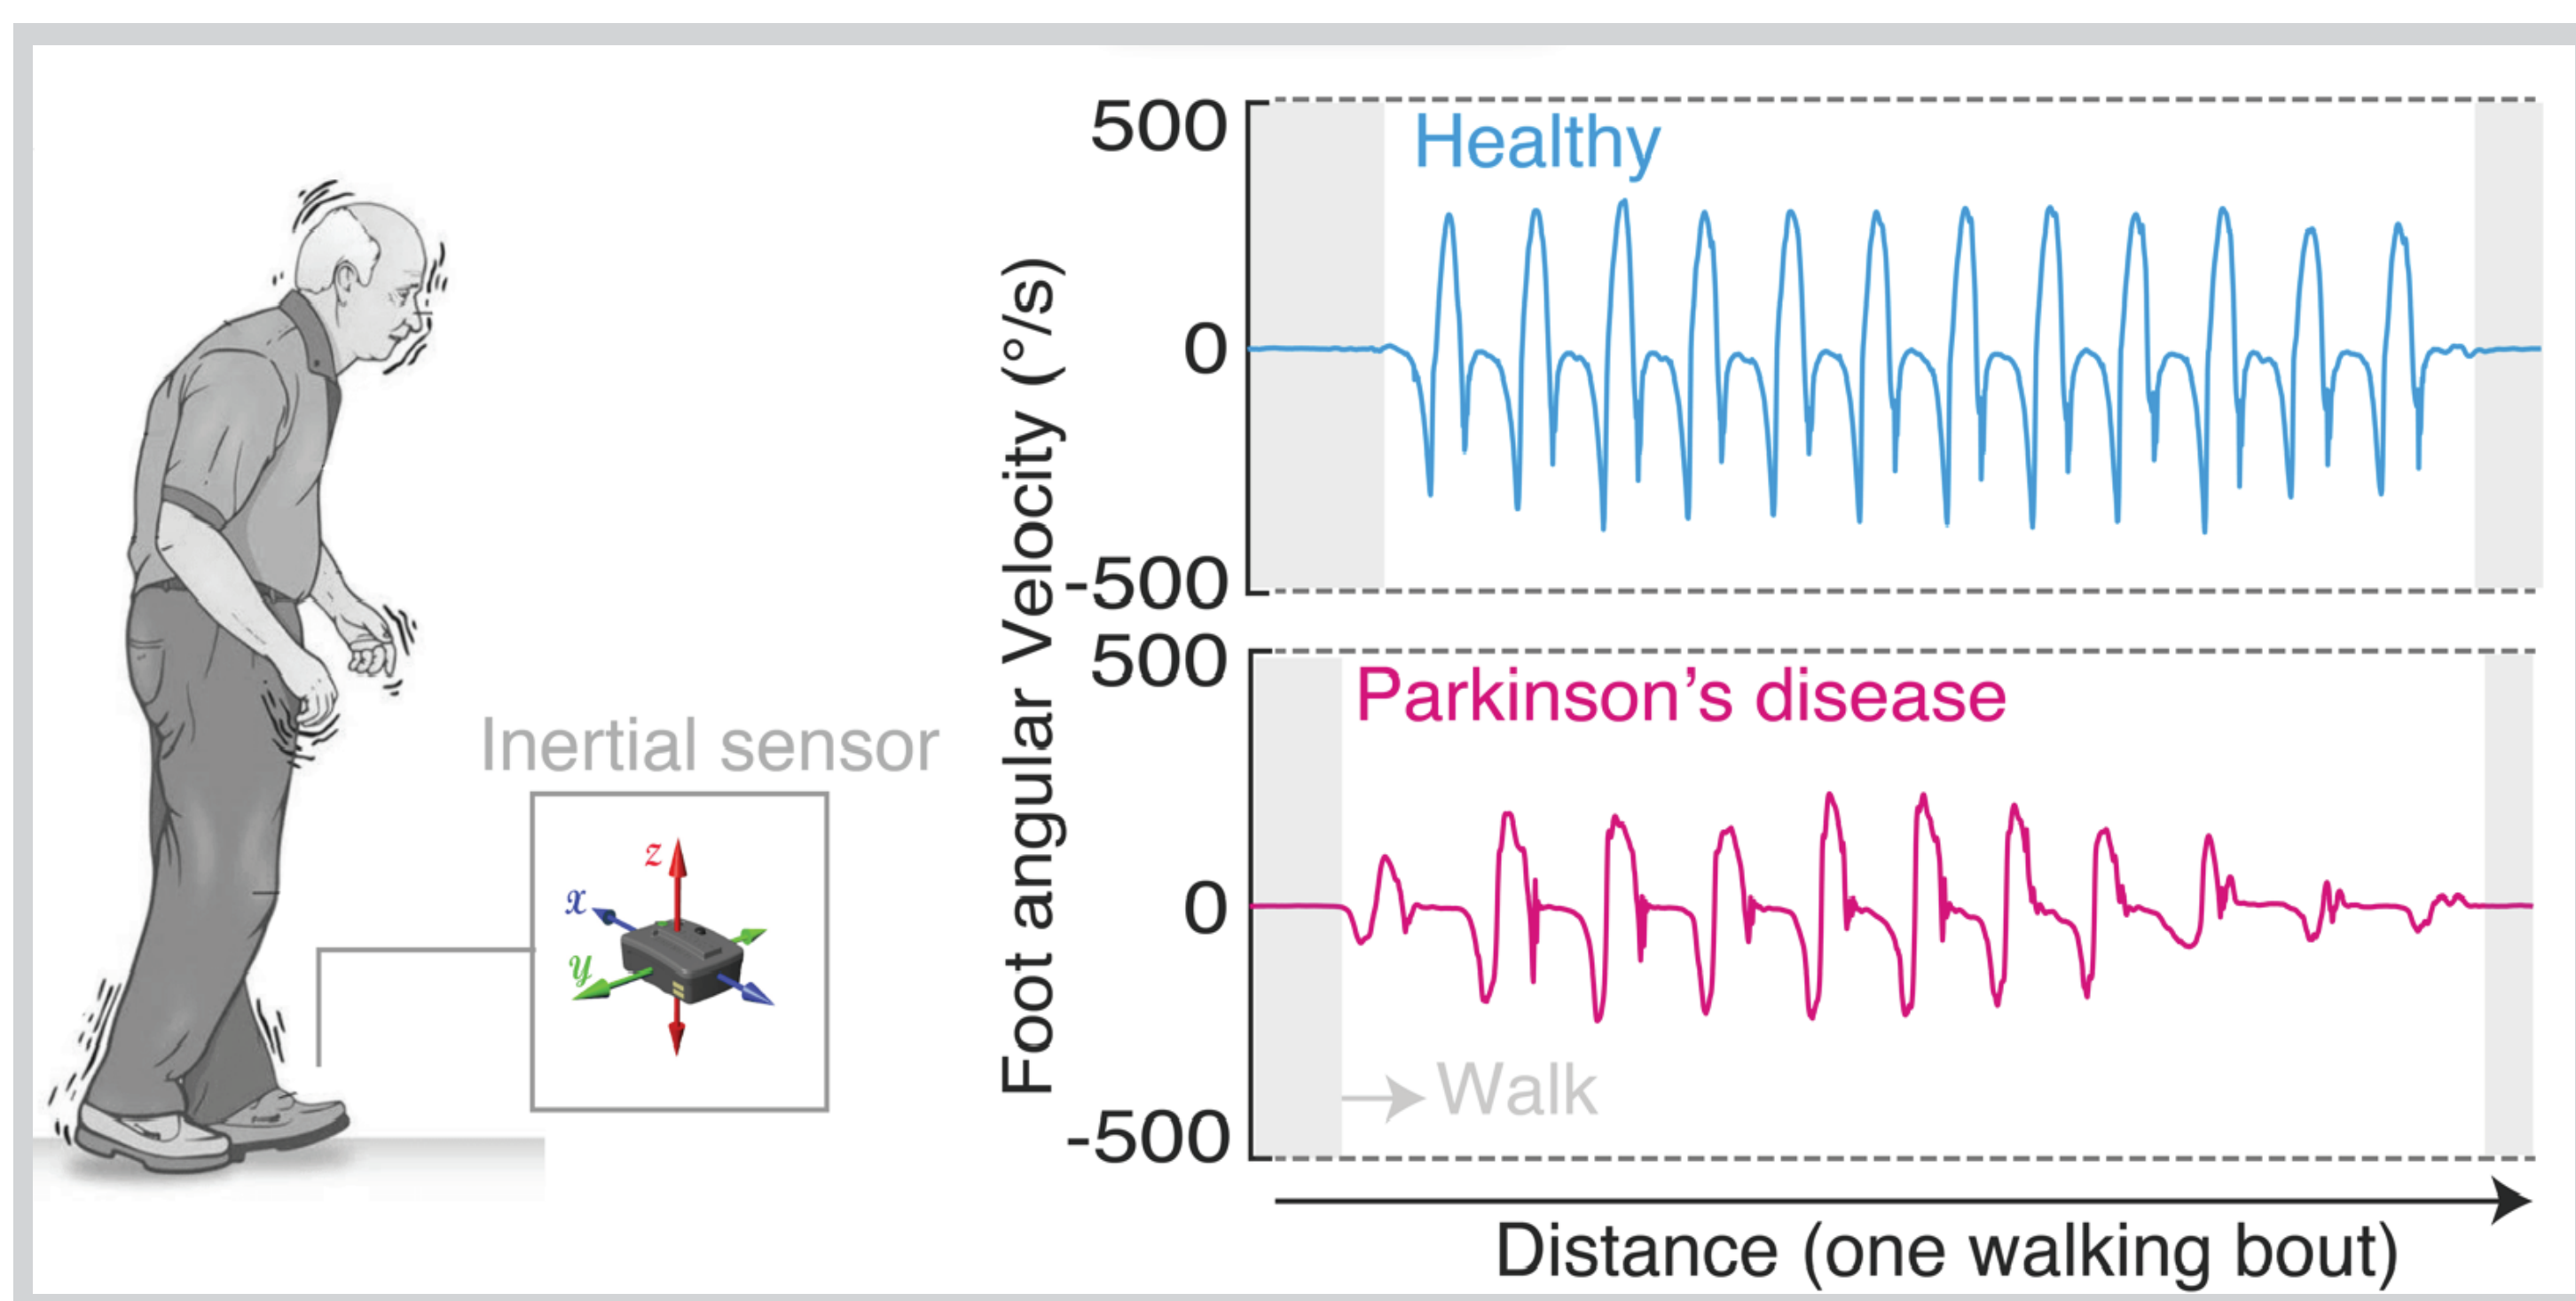 Inertial sensor
z
x
y
Foot angular Velocity (°/s)
500
Healthy
0
-500
500
Parkinson's disease
0
Walk
-500
Distance (one walking bout)